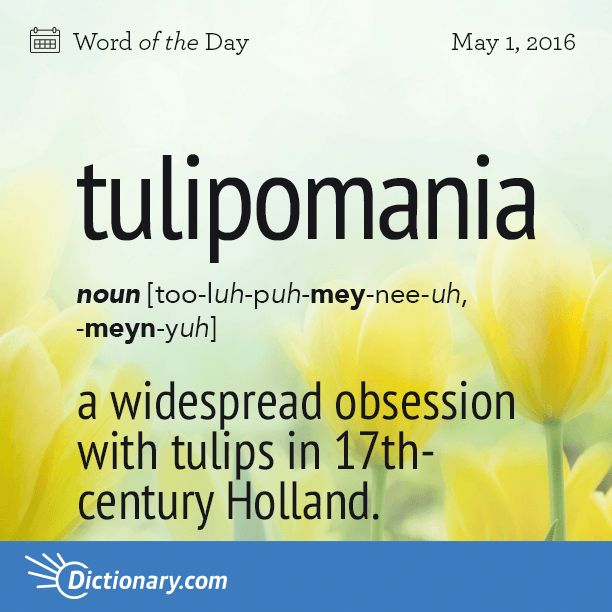 Word of the Day
May 1, 2016
tulipomania
noun [too-luh-puh-mey-nee-uh,
-meyn-yuh]
a widespread obsession
with tulips in 17th-
century Holland.
Dictionary.com